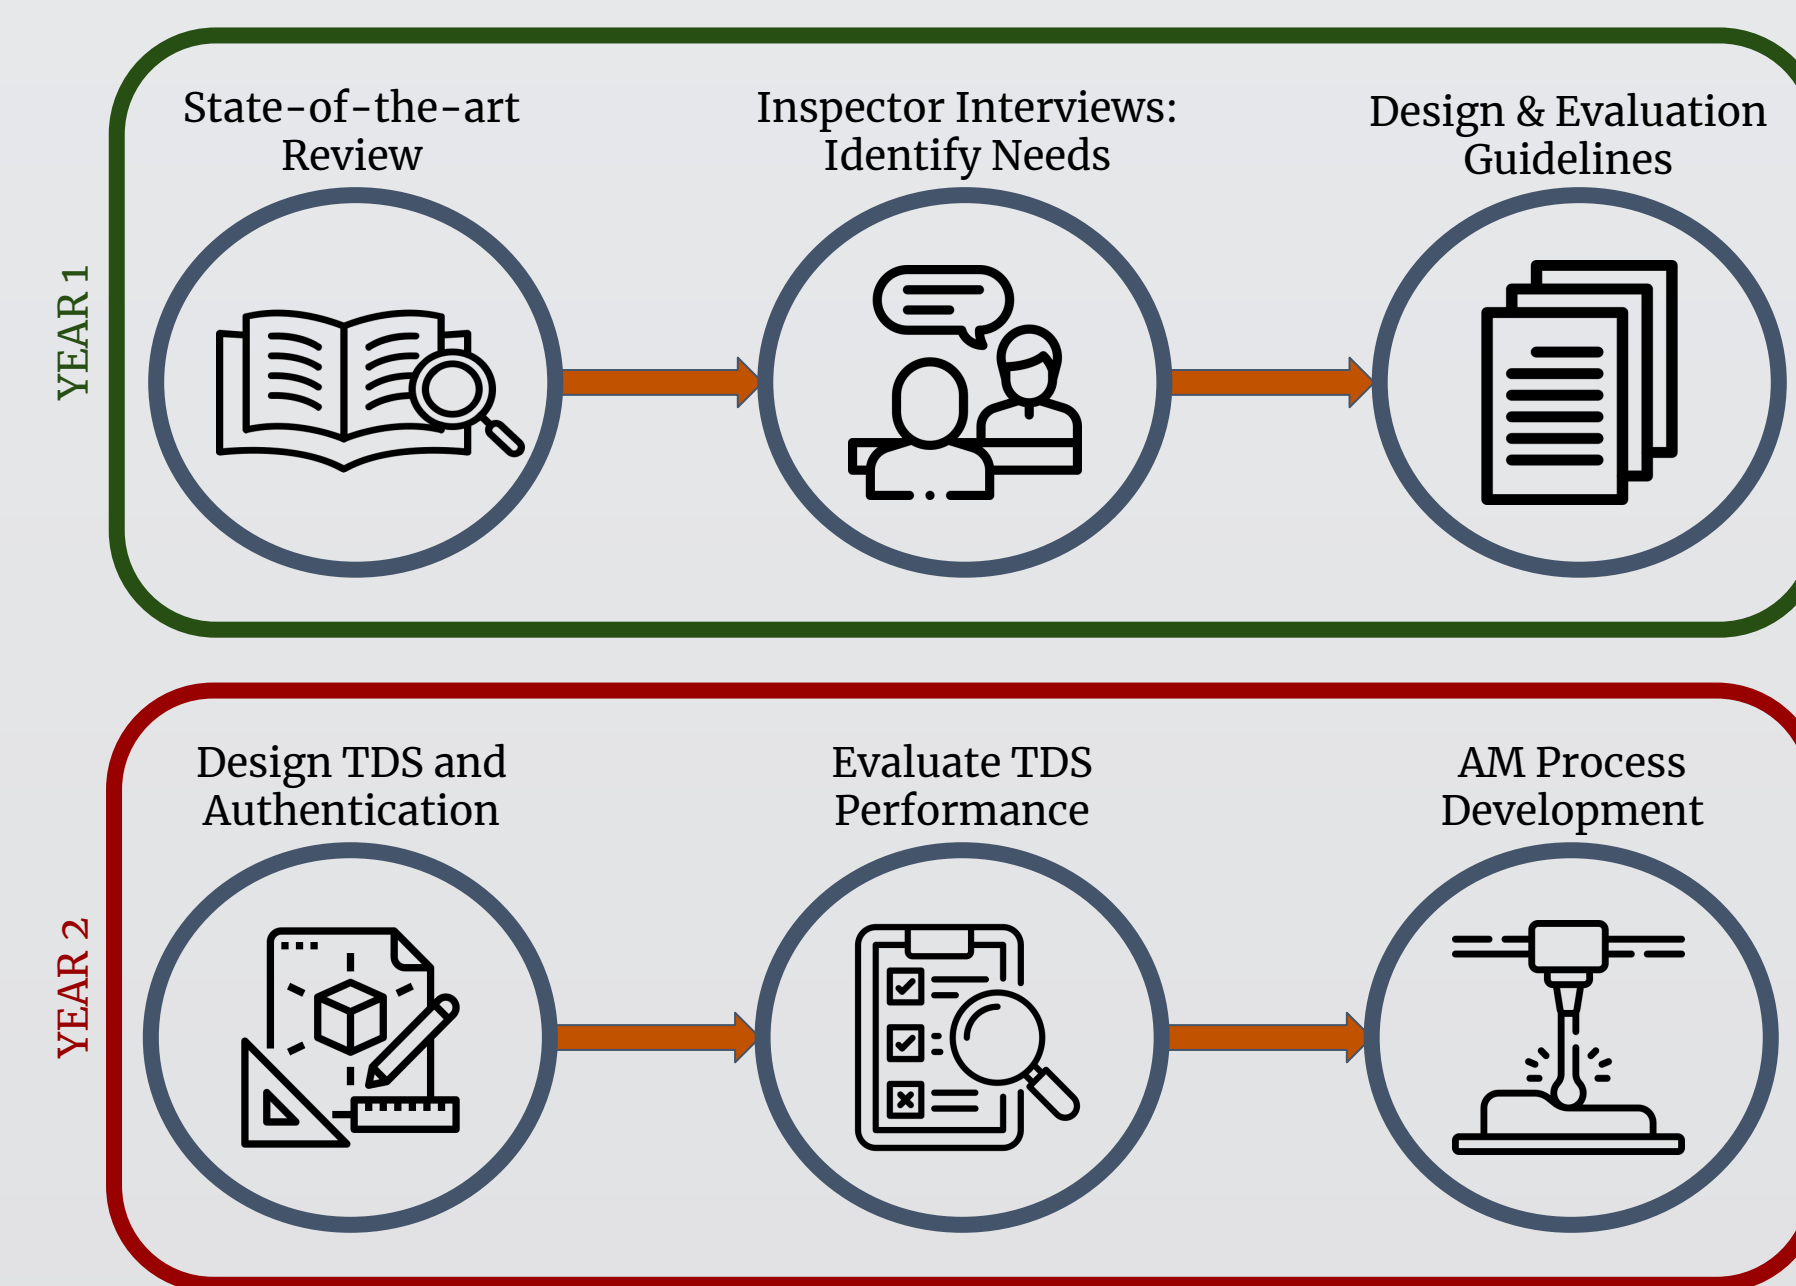 YEAR 1
State-of-the-art
Review
Inspector Interviews:
Identify Needs
Design & Evaluation
Guidelines
YEAR 2
Design TDS and
Authentication
Evaluate TDS
Performance
AM Process
Development